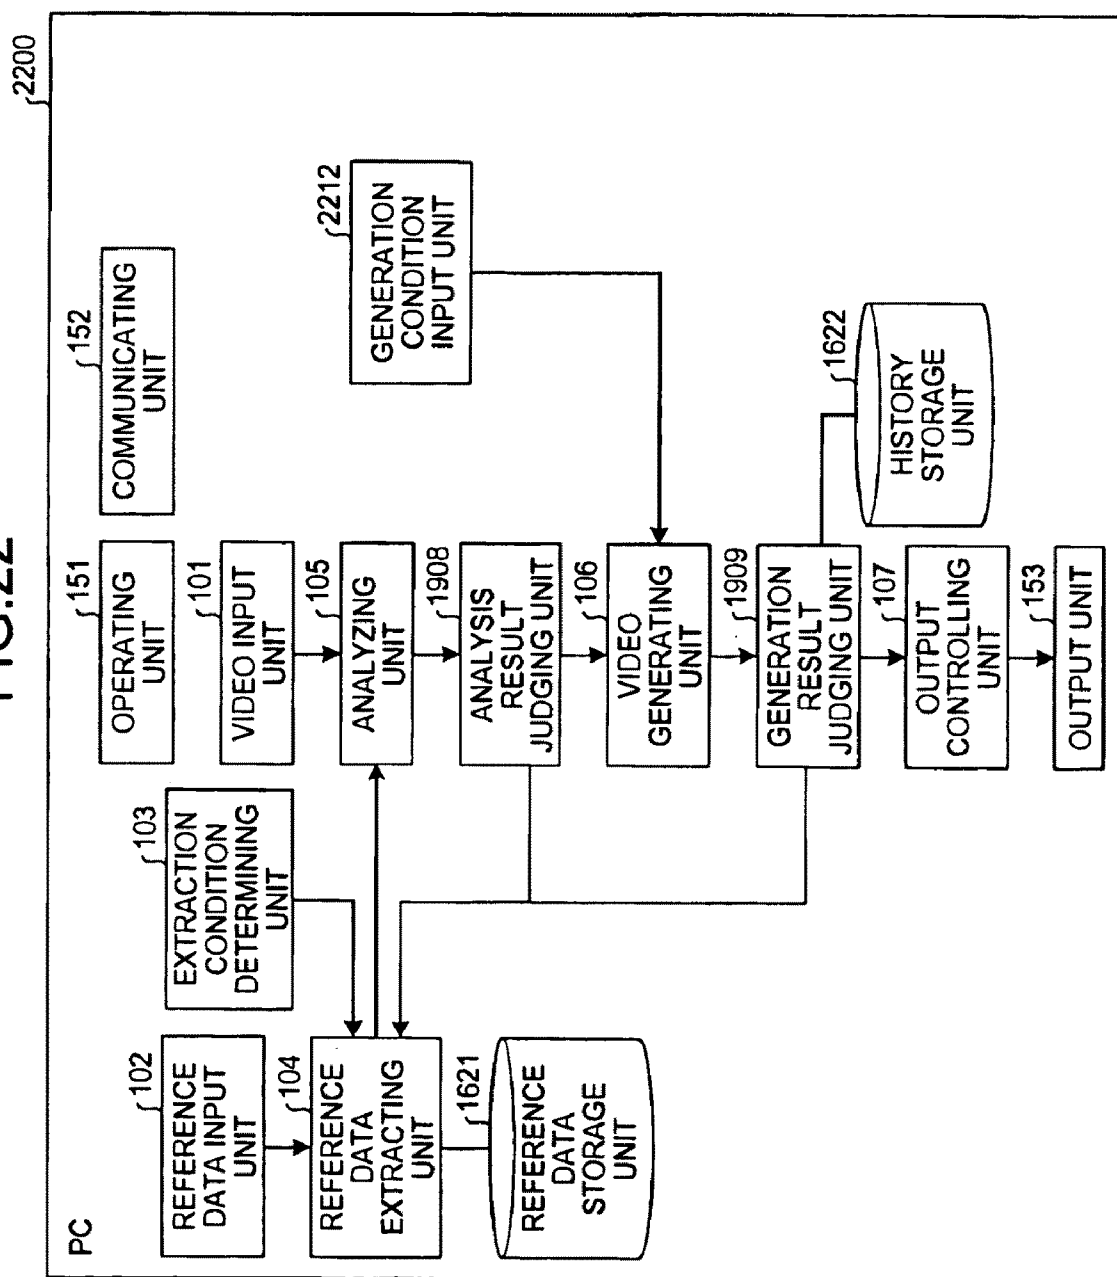 FIG.22
2200
PC
151
OPERATING
UNIT
152
COMMUNICATING
UNIT
102
REFERENCE
DATA INPUT
UNIT
103
EXTRACTION
CONDITION
DETERMINING
UNIT
101
VIDEO INPUT
UNIT
104
REFERENCE
DATA
EXTRACTING
UNIT
105
ANALYZING
UNIT
2212
GENERATION
CONDITION
INPUT UNIT
1621
REFERENCE
DATA
STORAGE
UNIT
1908
ANALYSIS
RESULT
JUDGING UNIT
106
VIDEO
GENERATING
UNIT
1909
GENERATION
RESULT
JUDGING UNIT
1622
HISTORY
STORAGE
UNIT
107
OUTPUT
CONTROLLING
UNIT
153
OUTPUT UNIT